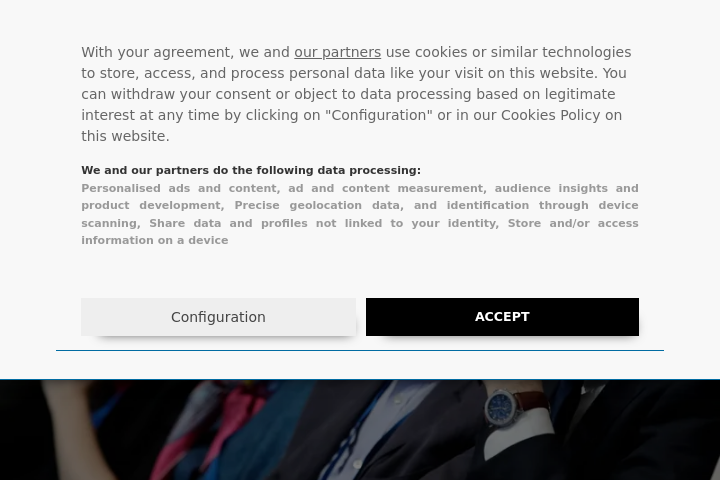 With your agreement, we and our partners use cookies or similar technologies
to store, access, and process personal data like your visit on this website. You
can withdraw your consent or object to data processing based on legitimate
interest at any time by clicking on "Configuration" or in our Cookies Policy on
this website.
We and our partners do the following data processing:
Personalised ads and content, ad and content measurement, audience insights and
product development, Precise geolocation data, and identification through device
scanning, Share data and profiles not linked to your identity, Store and/or access
information on a device
Configuration
ACCEPT